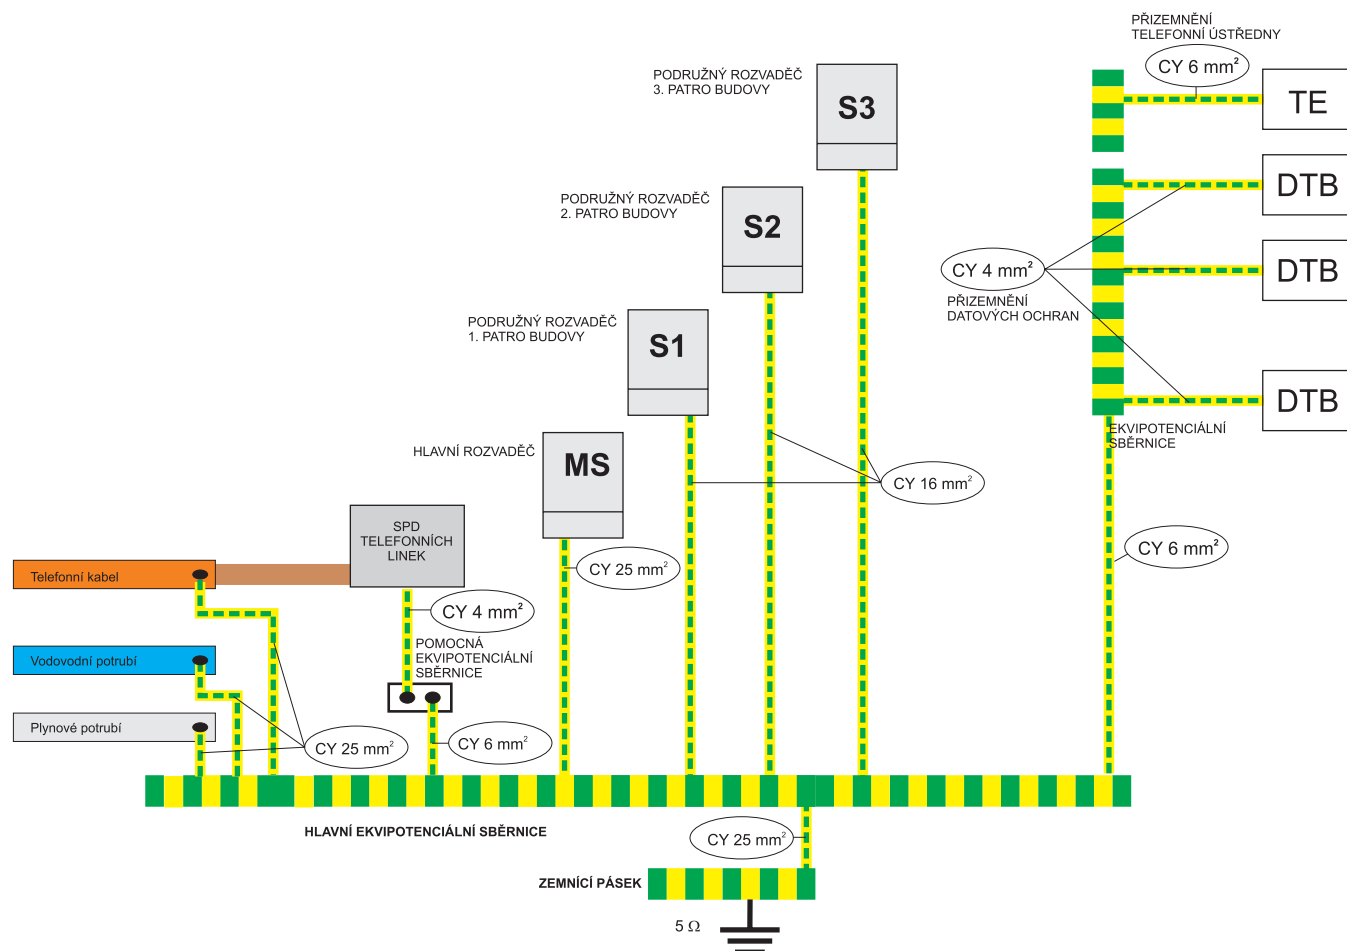 PŘIZEMNĚNÍ
TELEFONNÍ ÚSTŘEDNY
CY 6 mm²
TE
PODRUŽNÝ ROZVADĚČ
3. PATRO BUDOVY
S3
DTB
PODRUŽNÝ ROZVADĚČ
2. PATRO BUDOVY
S2
CY 4 mm²
DTB
PŘIZEMNĚNÍ
DATOVÝCH OCHRAN
PODRUŽNÝ ROZVADĚČ
1. PATRO BUDOVY
S1
DTB
EKVIPOTENCIÁLNÍ
SBĚRNICE
HLAVNÍ ROZVADĚČ
MS
CY 16 mm²
SPD
TELEFONNÍCH
LINEK
CY 6 mm²
CY 25 mm²
Telefonní kabel
CY 4 mm²
POMOCNÁ
EKVIPOTENCIÁLNÍ
SBĚRNICE
Vodovodní potrubí
Plynové potrubí
CY 25 mm²
CY 6 mm²
HLAVNÍ EKVIPOTENCIÁLNÍ SBĚRNICE
CY 25 mm²
ZEMNÍCÍ PÁSEK
5 Ω